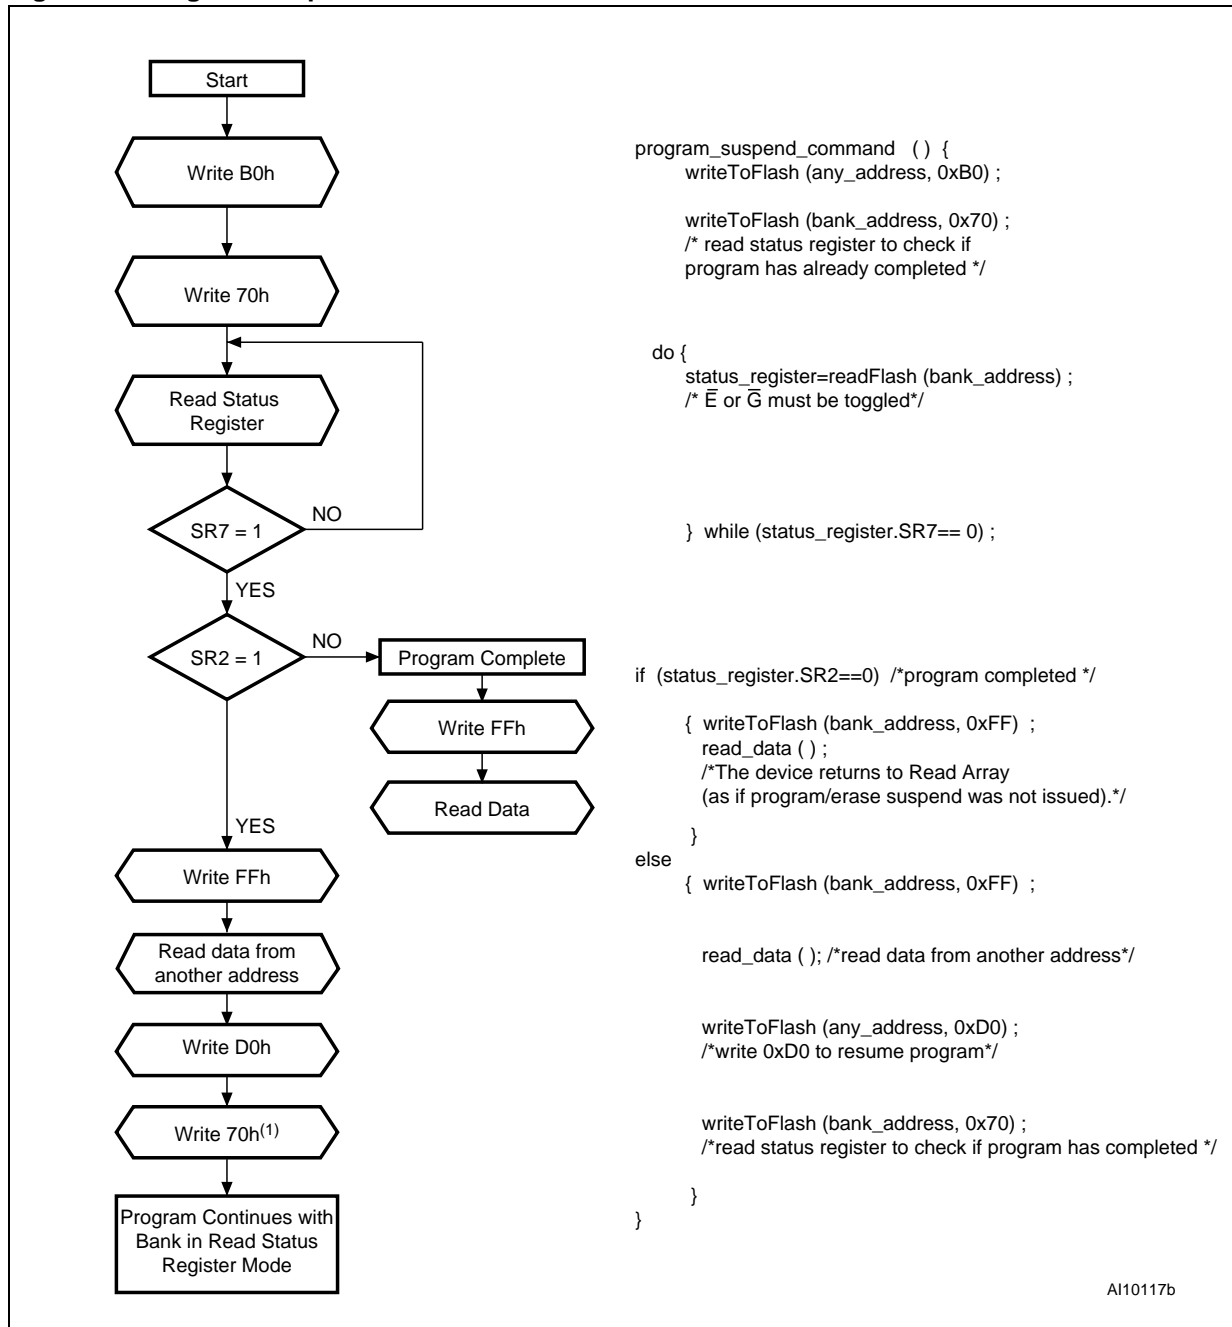 Start
Write B0h
Write 70h
Read Status
Register
SR7 = 1
NO
YES
SR2 = 1
NO
Program Complete
Write FFh
Read Data
YES
Write FFh
Read data from
another address
Write D0h
Write 70h(1)
Program Continues with
Bank in Read Status
Register Mode
program_suspend_command ( ) {
writeToFlash (any_address, 0xB0) ;
writeToFlash (bank_address, 0x70) ;
/* read status register to check if
program has already completed */
do {
status_register=readFlash (bank_address) ;
/* E̅ or G̅ must be toggled*/
} while (status_register.SR7== 0) ;
if (status_register.SR2==0) /*program completed */
{ writeToFlash (bank_address, 0xFF) ;
read_data ( ) ;
/*The device returns to Read Array
(as if program/erase suspend was not issued).*/
}
else
{ writeToFlash (bank_address, 0xFF) ;
read_data ( ); /*read data from another address*/
writeToFlash (any_address, 0xD0) ;
/*write 0xD0 to resume program*/
writeToFlash (bank_address, 0x70) ;
/*read status register to check if program has completed */
}
}
AI10117b